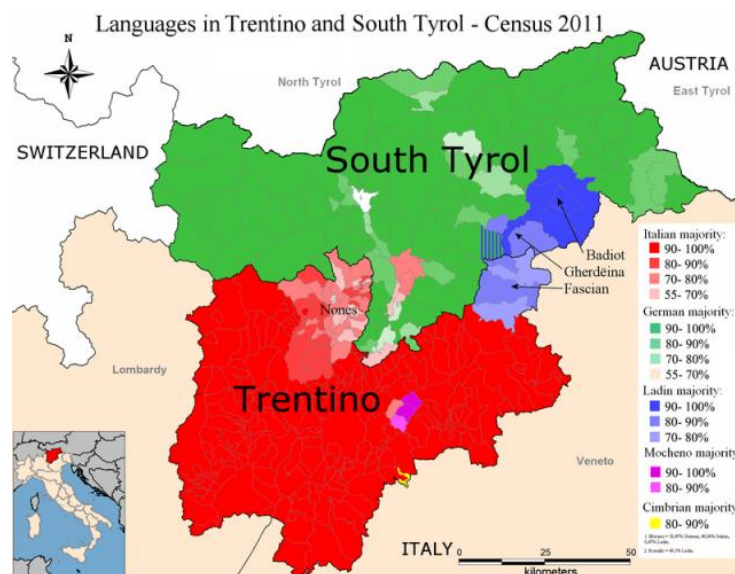 Languages in Trentino and South Tyrol - Census 2011
N
North Tyrol
AUSTRIA
East Tyrol
SWITZERLAND
South Tyrol
Badiot
Gherdëina
Fascian
Nones
Lombardy
Trentino
Veneto
ITALY
0 25 50
kilometers
Italian majority:
90- 100%
80- 90%
70- 80%
55- 70%
German majority:
90- 100%
80- 90%
70- 80%
55- 70%
Ladin majority:
90- 100%
80- 90%
70- 80%
Mocheno majority:
90- 100%
80- 90%
Cimbrian majority:
80- 90%